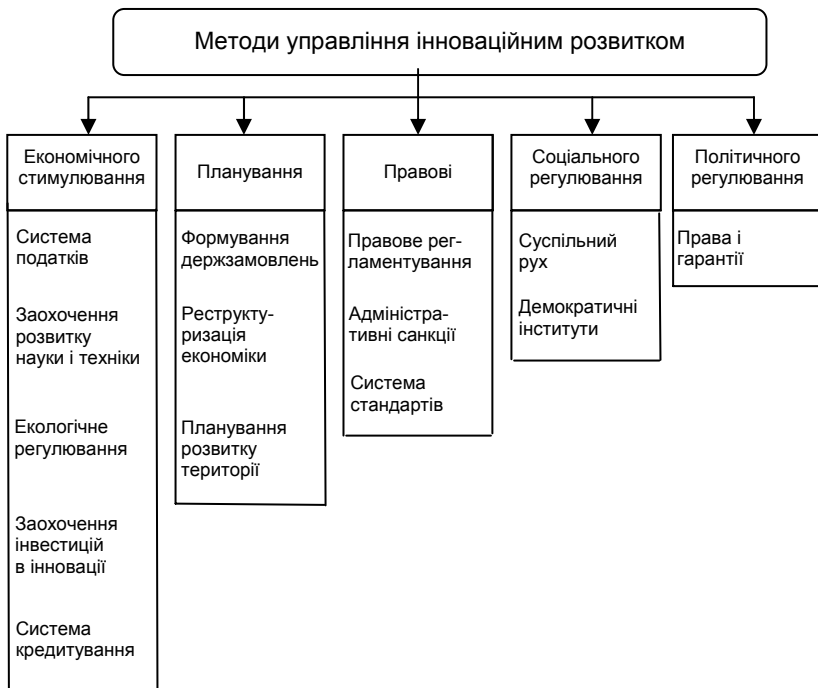 Методи управління інноваційним розвитком
Економічного
стимулювання
Система
податків
Заохочення
розвитку
науки і техніки
Екологічне
регулювання
Заохочення
інвестицій
в інновації
Система
кредитування
Планування
Формування
держзамовлень
Реструкту-
ризація
економіки
Планування
розвитку
території
Правові
Правове рег-
ламентування
Адміністра-
тивні санкції
Система
стандартів
Соціального
регулювання
Суспільний
рух
Демократичні
інститути
Політичного
регулювання
Права і
гарантії